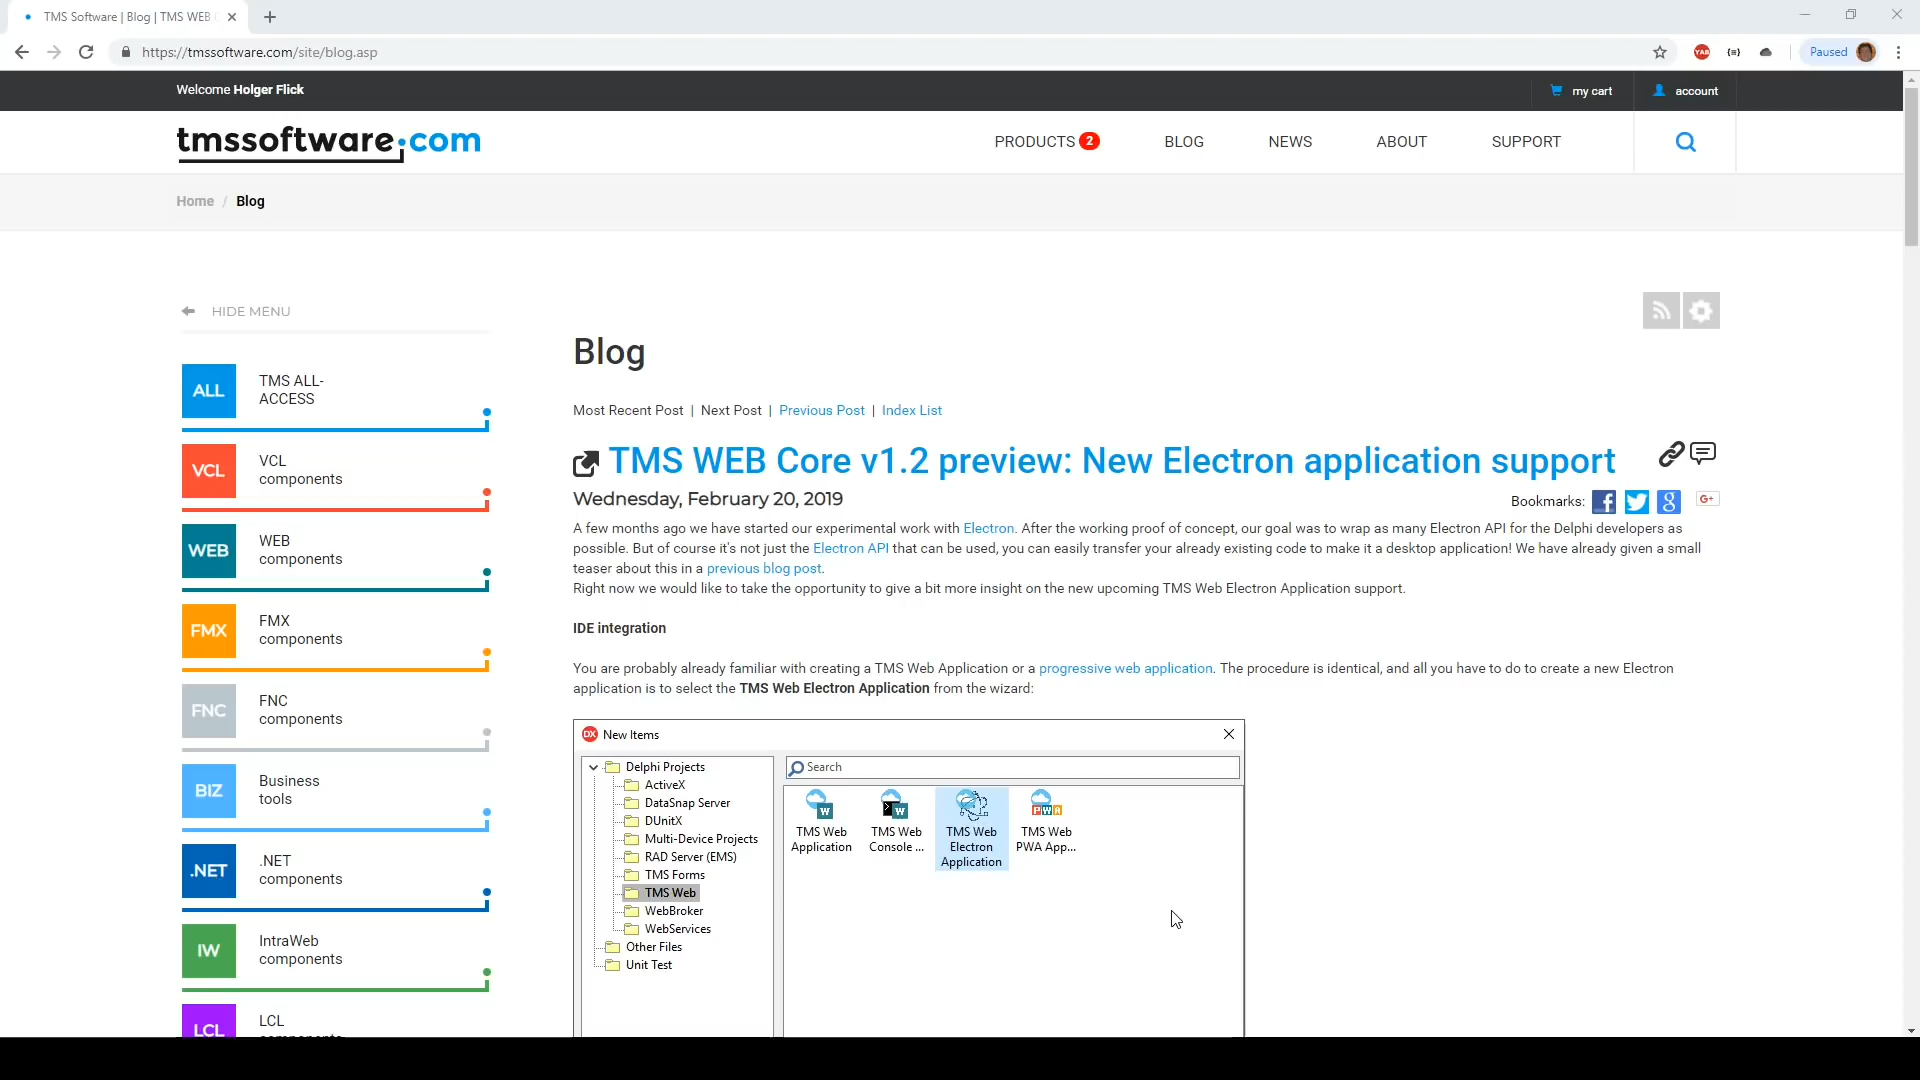 TMS Software | Blog | TMS WEB
https://tmssoftware.com/site/blog.asp
Paused
Welcome Holger Flick
my cart
account
tmssoftware.com
PRODUCTS 2
BLOG
NEWS
ABOUT
SUPPORT
Home / Blog
HIDE MENU
ALL
TMS ALL-
ACCESS
VCL
VCL
components
WEB
WEB
components
FMX
FMX
components
FNC
FNC
components
BIZ
Business
tools
.NET
.NET
components
IW
IntraWeb
components
LCL
LCL
Blog
Most Recent Post | Next Post | Previous Post | Index List
TMS WEB Core v1.2 preview: New Electron application support
Wednesday, February 20, 2019
Bookmarks:
G+
A few months ago we have started our experimental work with Electron. After the working proof of concept, our goal was to wrap as many Electron API for the Delphi developers as
possible. But of course it's not just the Electron API that can be used, you can easily transfer your already existing code to make it a desktop application! We have already given a small
teaser about this in a previous blog post.
Right now we would like to take the opportunity to give a bit more insight on the new upcoming TMS Web Electron Application support.
IDE integration
You are probably already familiar with creating a TMS Web Application or a progressive web application. The procedure is identical, and all you have to do to create a new Electron
application is to select the TMS Web Electron Application from the wizard:
DX New Items
Delphi Projects
ActiveX
DataSnap Server
DUnitX
Multi-Device Projects
RAD Server (EMS)
TMS Forms
TMS Web
WebBroker
WebServices
Other Files
Unit Test
Search
W
TMS Web
Application
W
TMS Web
Console ...
TMS Web
Electron
Application
PWA
TMS Web
PWA App...